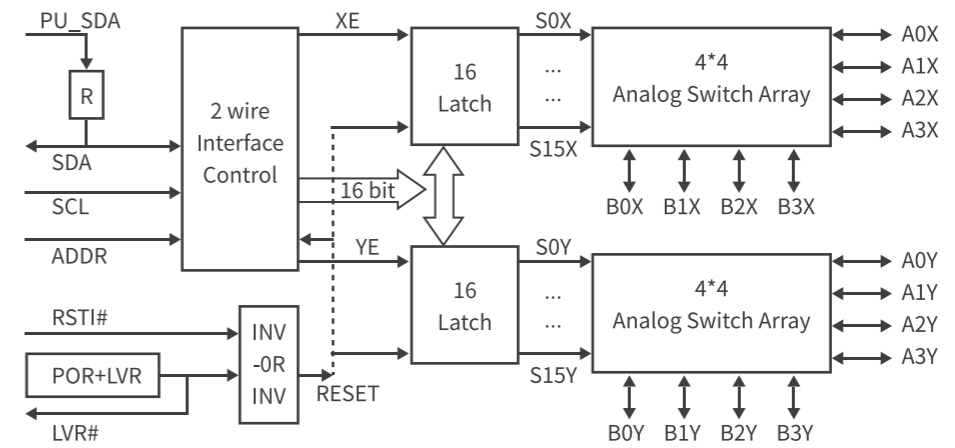 PU_SDA
R
SDA
SCL
ADDR
2 wire
Interface
Control
XE
16
Latch
S0X
...
...
S15X
4*4
Analog Switch Array
A0X
A1X
A2X
A3X
B0X B1X B2X B3X
16 bit
YE
16
Latch
S0Y
...
...
S15Y
4*4
Analog Switch Array
A0Y
A1Y
A2Y
A3Y
B0Y B1Y B2Y B3Y
RSTI#
POR+LVR
LVR#
INV
-0R
INV
RESET